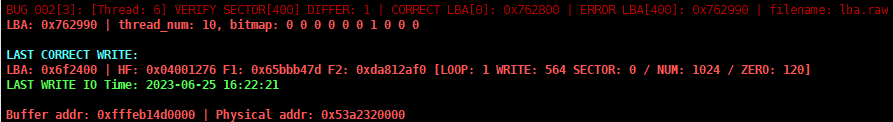 BUG 002[3]: [Thread: 6] VERIFY SECTOR[400] DIFFER: 1 | CORRECT LBA[0]: 0x762800 | ERROR LBA[400]: 0x762990 | filename: lba.raw
LBA: 0x762990 | thread_num: 10, bitmap: 0 0 0 0 0 0 1 0 0 0
LAST CORRECT WRITE:
LBA: 0x6f2400 | HF: 0x04001276 F1: 0x65bbb47d F2: 0xda812af0 [LOOP: 1 WRITE: 564 SECTOR: 0 / NUM: 1024 / ZERO: 120]
LAST WRITE IO Time: 2023-06-25 16:22:21
Buffer addr: 0xfffeb14d0000 | Physical addr: 0x53a2320000